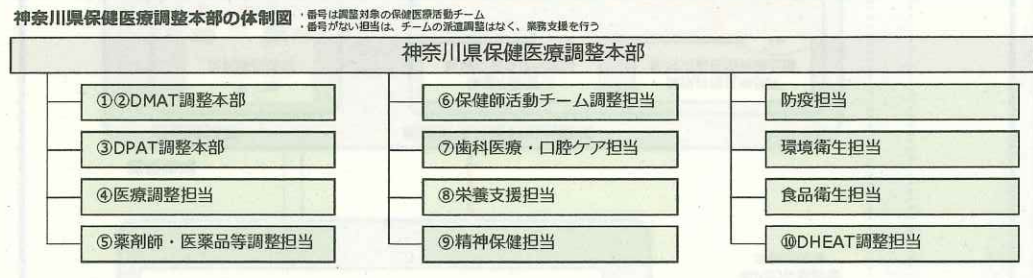 神奈川県保健医療調整本部の体制図
・番号は調整対象の保健医療活動チーム
・番号がない担当は、チームの派遣調整はなく、業務支援を行う
神奈川県保健医療調整本部
①②DMAT調整本部
③DPAT調整本部
④医療調整担当
⑤薬剤師・医薬品等調整担当
⑥保健師活動チーム調整担当
⑦歯科医療・口腔ケア担当
⑧栄養支援担当
⑨精神保健担当
防疫担当
環境衛生担当
食品衛生担当
⑩DHEAT調整担当